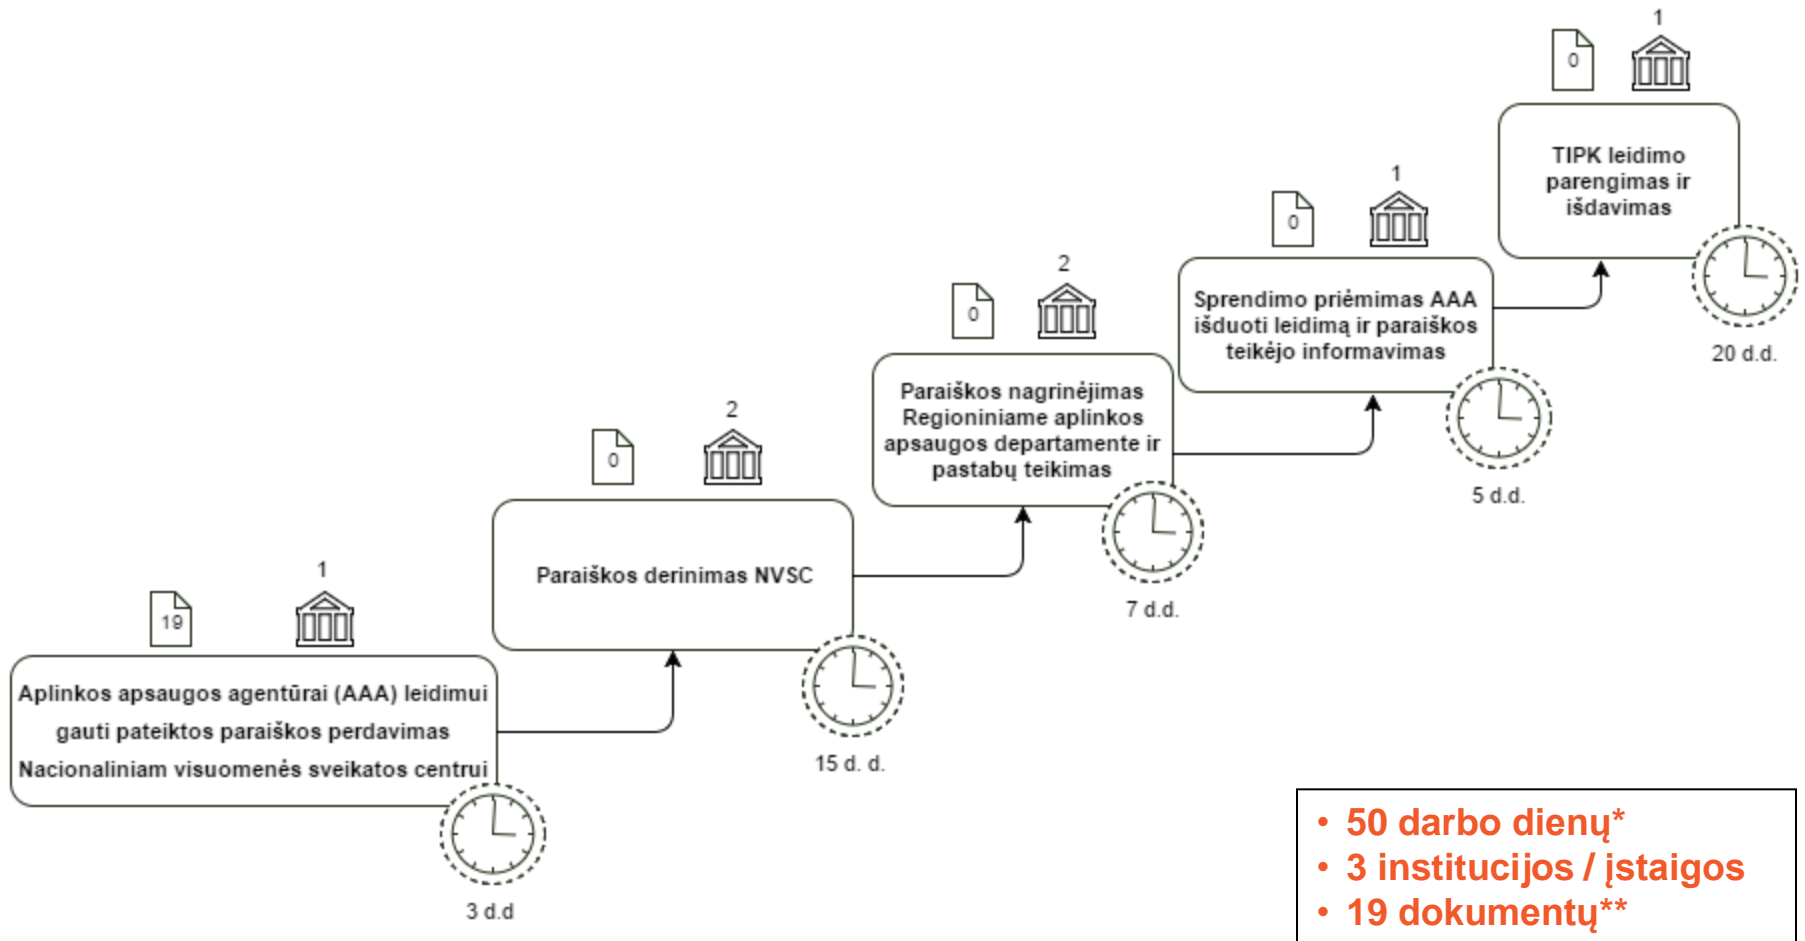 19
1
Aplinkos apsaugos agentūrai (AAA) leidimui
gauti pateiktos paraiškos perdavimas
Nacionaliniam visuomenės sveikatos centrui
3 d.d
0
2
Paraiškos derinimas NVSC
15 d. d.
0
2
Paraiškos nagrinėjimas
Regioniniame aplinkos
apsaugos departamente ir
pastabų teikimas
7 d.d.
0
1
Sprendimo priėmimas AAA
išduoti leidimą ir paraiškos
teikėjo informavimas
5 d.d.
0
1
TIPK leidimo
parengimas ir
išdavimas
20 d.d.
• 50 darbo dienų*
• 3 institucijos / įstaigos
• 19 dokumentų**